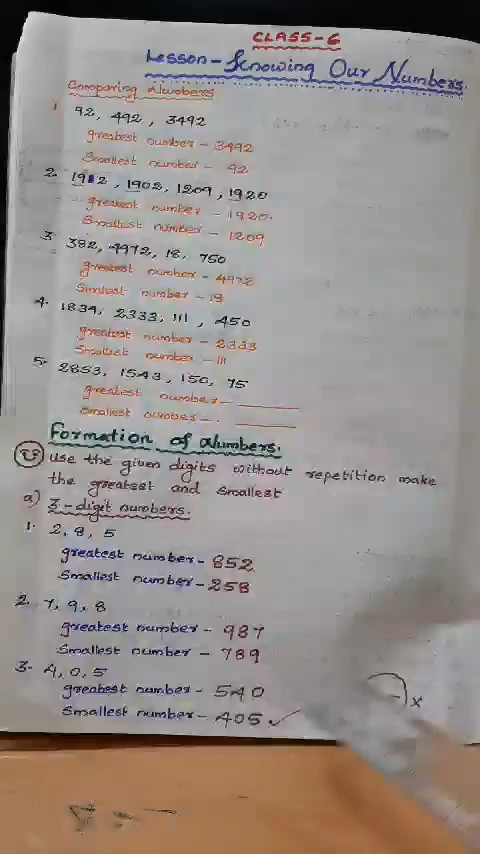 CLASS-6
Lesson - Knowing Our Numbers
Comparing Numbers
1. 92, 492, 3492
greatest number - 3492
Smallest number - 92
2. 1912, 1902, 1209, 1920
greatest number - 1920.
Smallest number - 1209
3. 382, 4972, 18, 750
greatest number - 4972
Smallest number - 18
4. 1834, 2333, 111, 450
greatest number - 2333
Smallest number - 111
5. 2853, 1543, 150, 75
greatest number - ______
Smallest number - ______
Formation of Numbers.
use the given digits without repetition make
the greatest and smallest
a) 3-digit numbers.
1. 2, 8, 5
greatest number - 852
Smallest number - 258
2. 7, 9, 8
greatest number - 987
Smallest number - 789
3. 4, 0, 5
greatest number - 540
Smallest number - 405 ✓